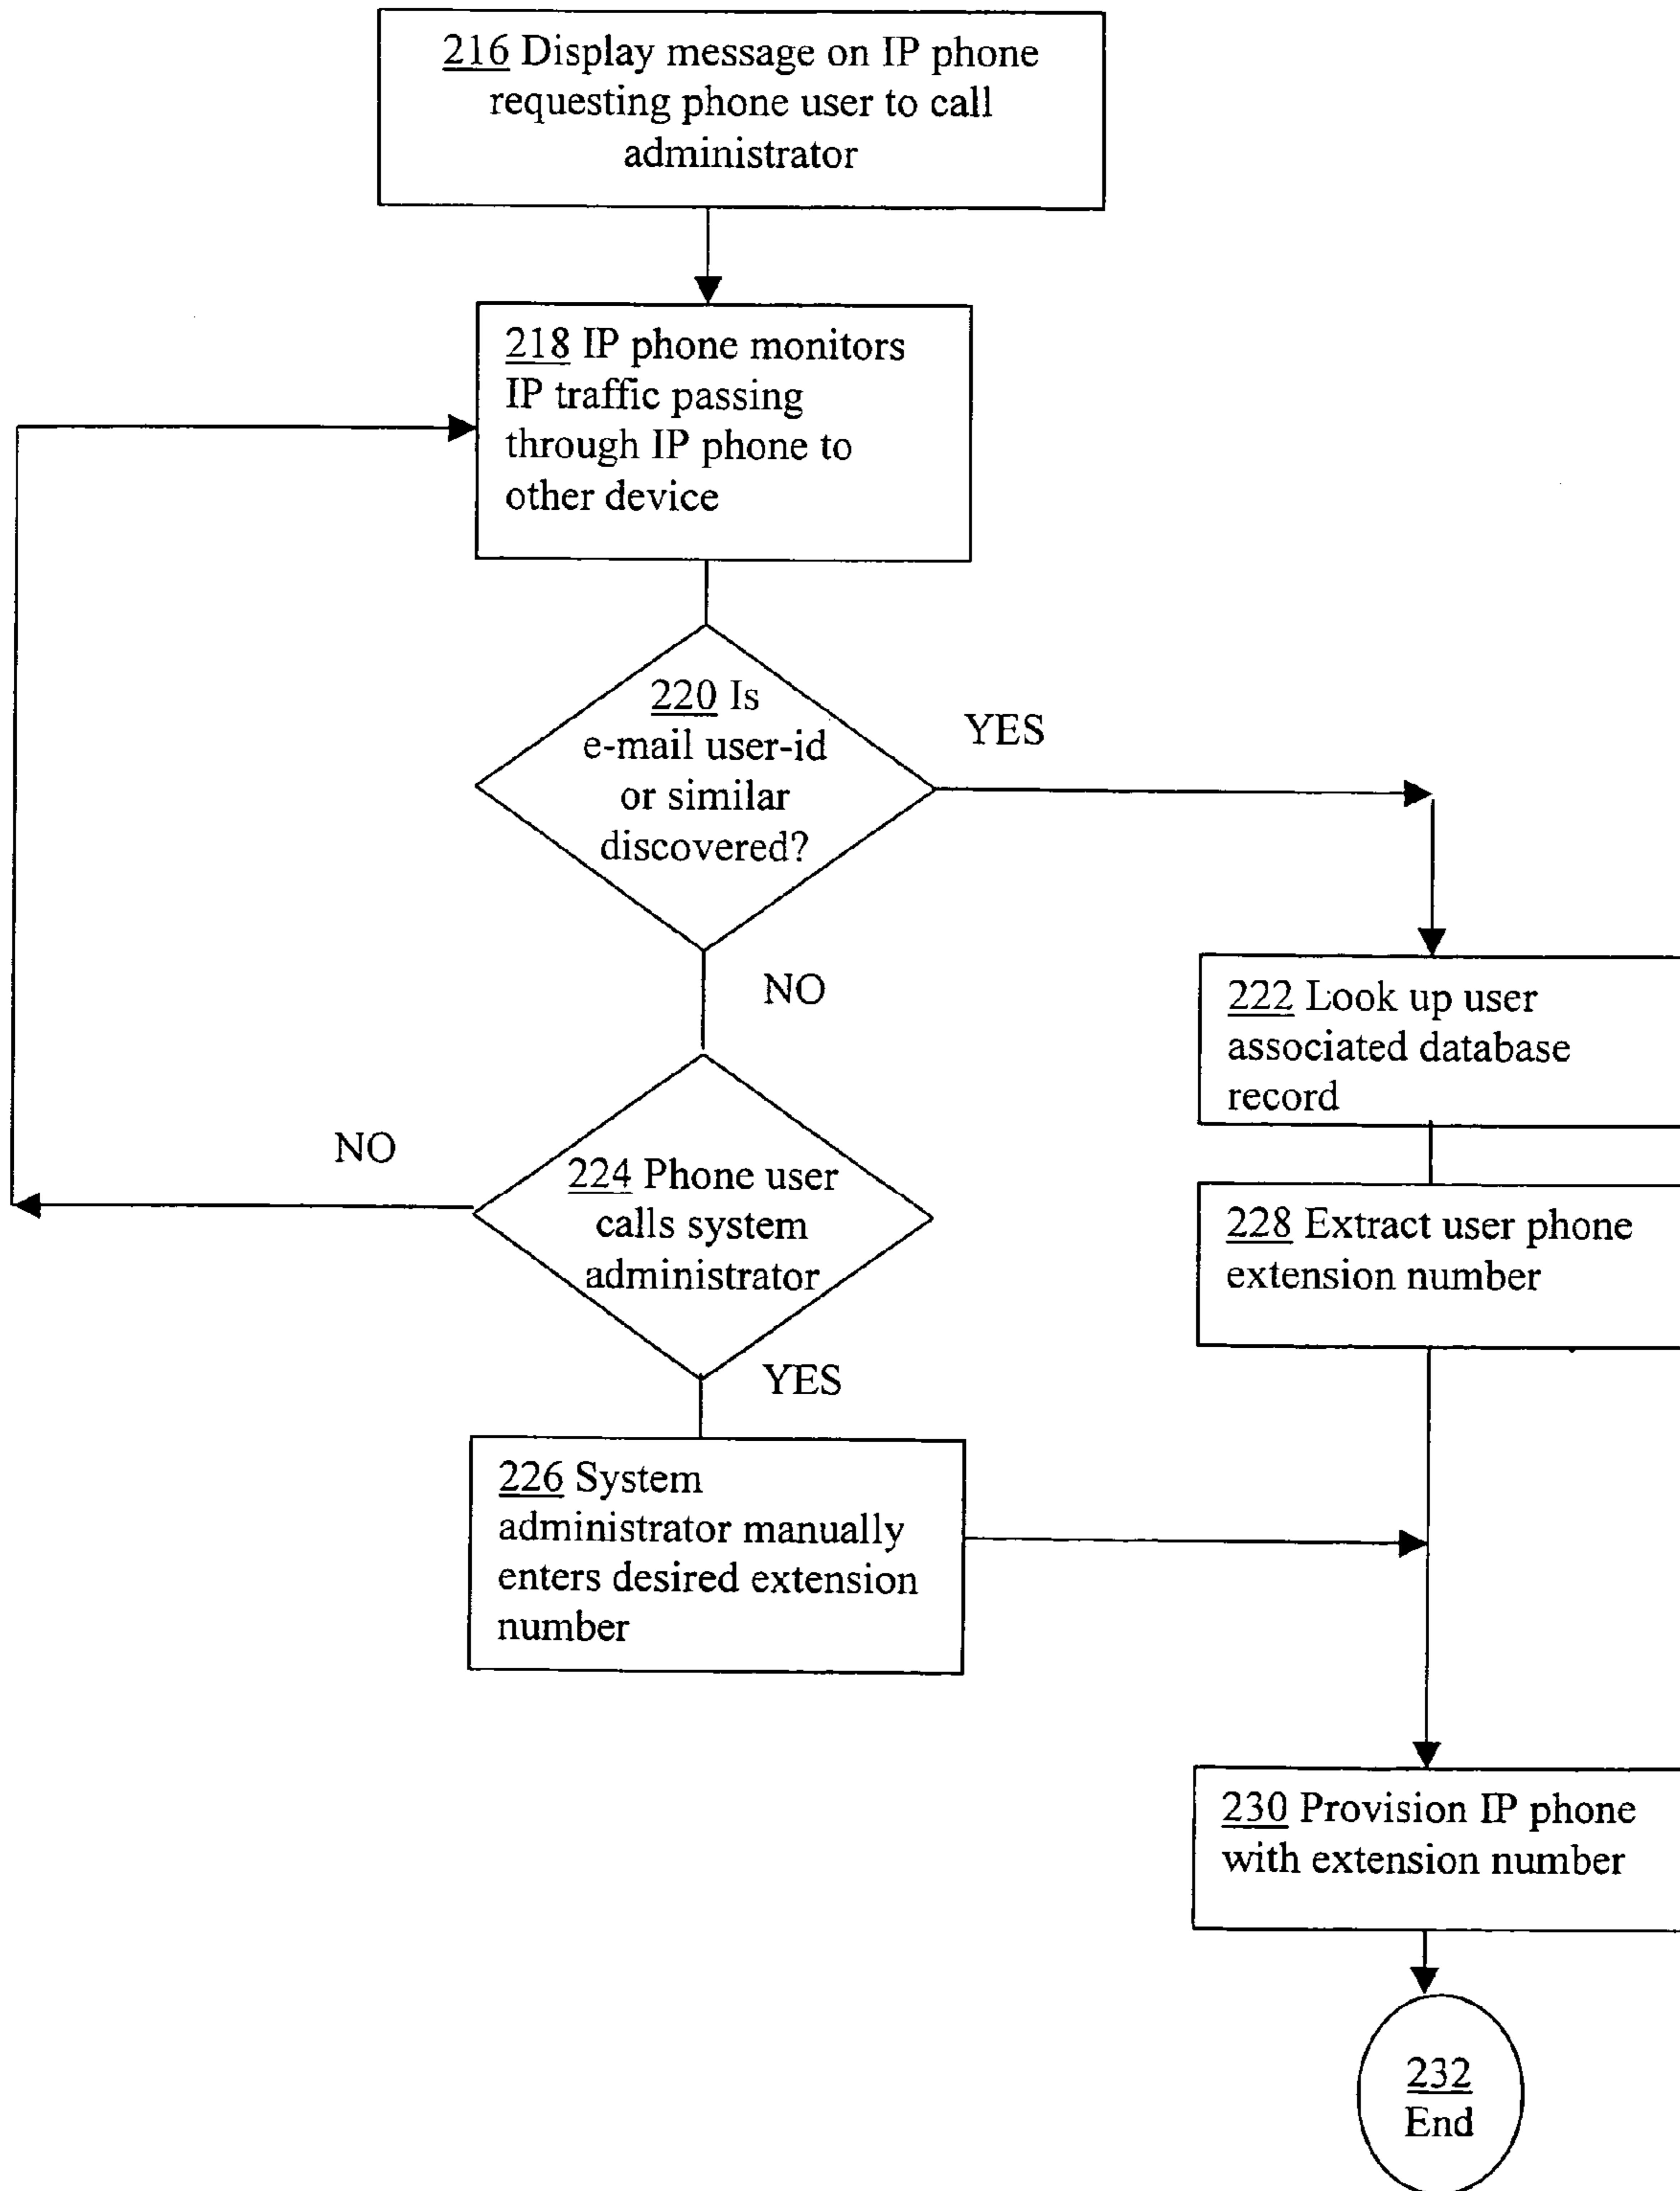 216 Display message on IP phone
requesting phone user to call
administrator
218 IP phone monitors
IP traffic passing
through IP phone to
other device
220 Is
e-mail user-id
or similar
discovered?
YES
NO
222 Look up user
associated database
record
NO
224 Phone user
calls system
administrator
228 Extract user phone
extension number
YES
226 System
administrator manually
enters desired extension
number
230 Provision IP phone
with extension number
232
End